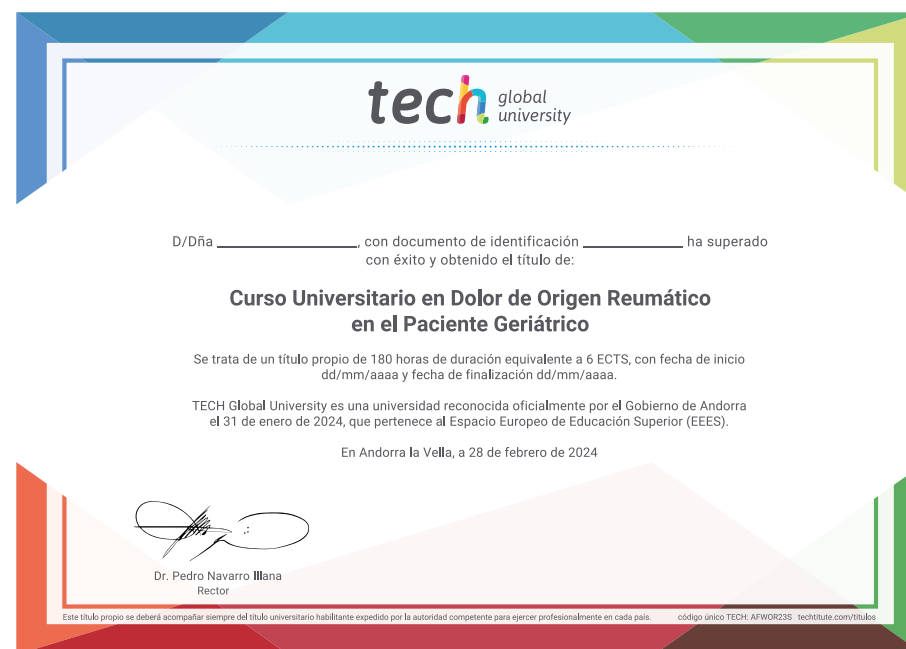 tech global university
D/Dña ____________, con documento de identificación ____________ ha superado
con éxito y obtenido el título de:
Curso Universitario en Dolor de Origen Reumático
en el Paciente Geriátrico
Se trata de un título propio de 180 horas de duración equivalente a 6 ECTS, con fecha de inicio
dd/mm/aaaa y fecha de finalización dd/mm/aaaa.
TECH Global University es una universidad reconocida oficialmente por el Gobierno de Andorra
el 31 de enero de 2024, que pertenece al Espacio Europeo de Educación Superior (EEES).
En Andorra la Vella, a 28 de febrero de 2024
Dr. Pedro Navarro Illana
Rector
Este título propio se deberá acompañar siempre del título universitario habilitante expedido por la autoridad competente para ejercer profesionalmente en cada país. código único TECH: AFWOR23S techtitute.com/titulos